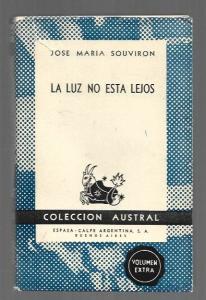 JOSE MARIA SOUVIRON
LA LUZ NO ESTA LEJOS
COLECCION AUSTRAL
ESPASA-CALPE ARGENTINA, S. A.
BUENOS AIRES
VOLUMEN
EXTRA